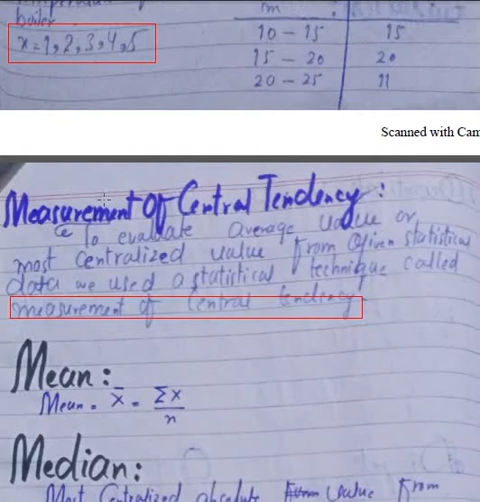 boiler
x = 1, 2, 3, 4, 5
m
10 - 15 15
15 - 20 20
20 - 25 11
Scanned with Cam
Measurement Of Central Tendency:
To evaluate average value or
most centralized value from a given statistical
data we used a statistical technique called
measurement of central tendency
Mean:
Mean = x̄ = Σx/n
Median:
Most Centralized absolute value from